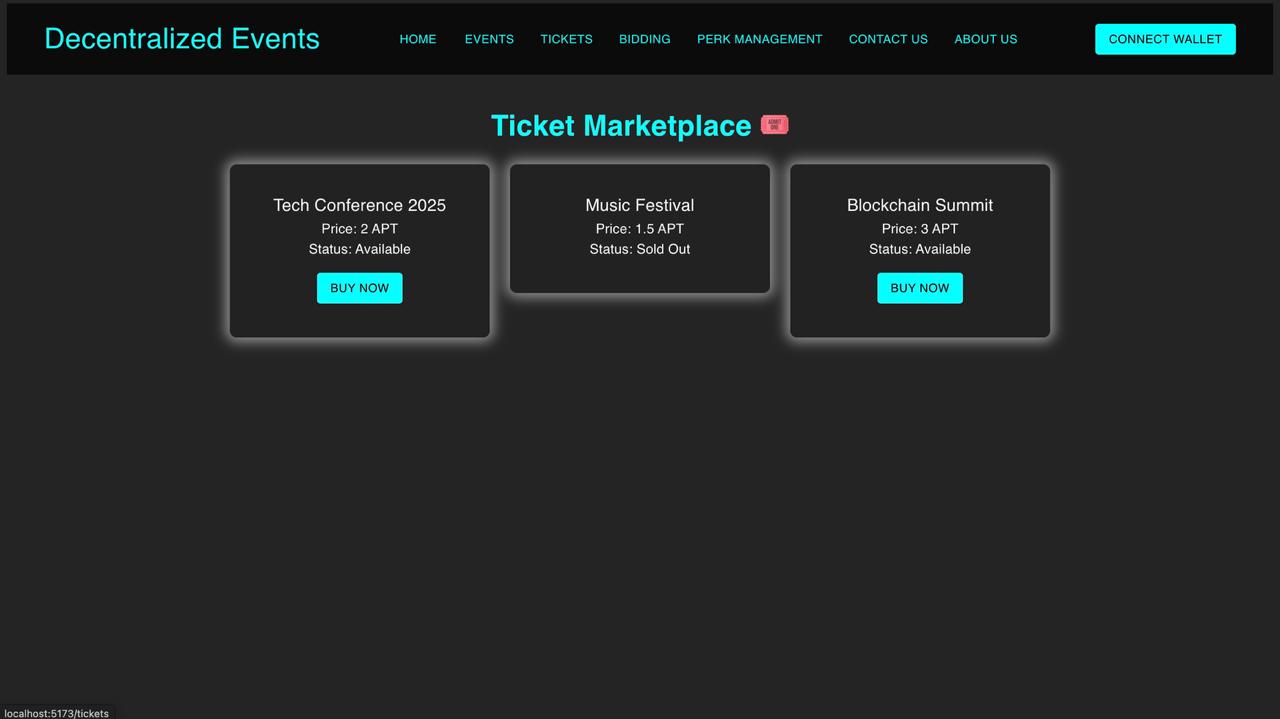 Decentralized Events
HOME EVENTS TICKETS BIDDING PERK MANAGEMENT CONTACT US ABOUT US
CONNECT WALLET
Ticket Marketplace
ADMIT
ONE
Tech Conference 2025
Price: 2 APT
Status: Available
BUY NOW
Music Festival
Price: 1.5 APT
Status: Sold Out
Blockchain Summit
Price: 3 APT
Status: Available
BUY NOW
localhost:5173/tickets